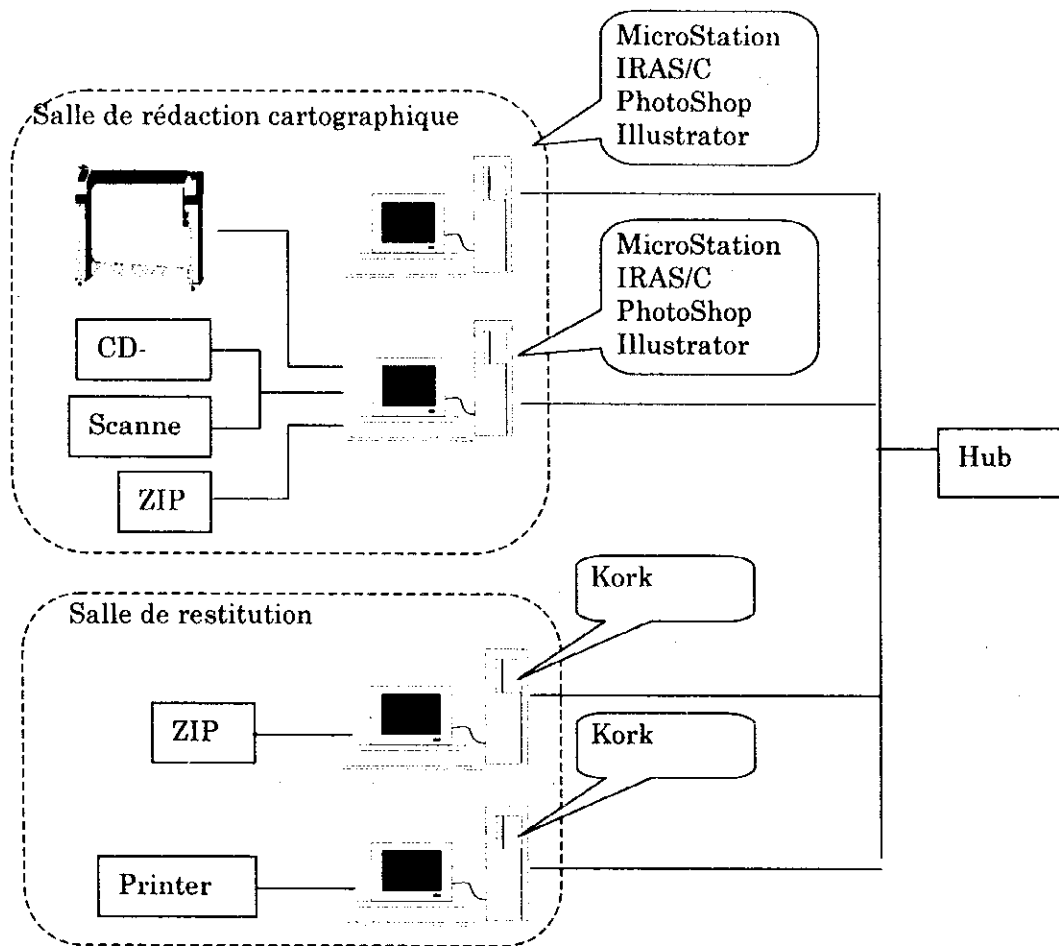 MicroStation
IRAS/C
PhotoShop
Illustrator
Salle de rédaction cartographique
MicroStation
IRAS/C
PhotoShop
Illustrator
CD-
Scanne
ZIP
Hub
Kork
Salle de restitution
ZIP
Kork
Printer